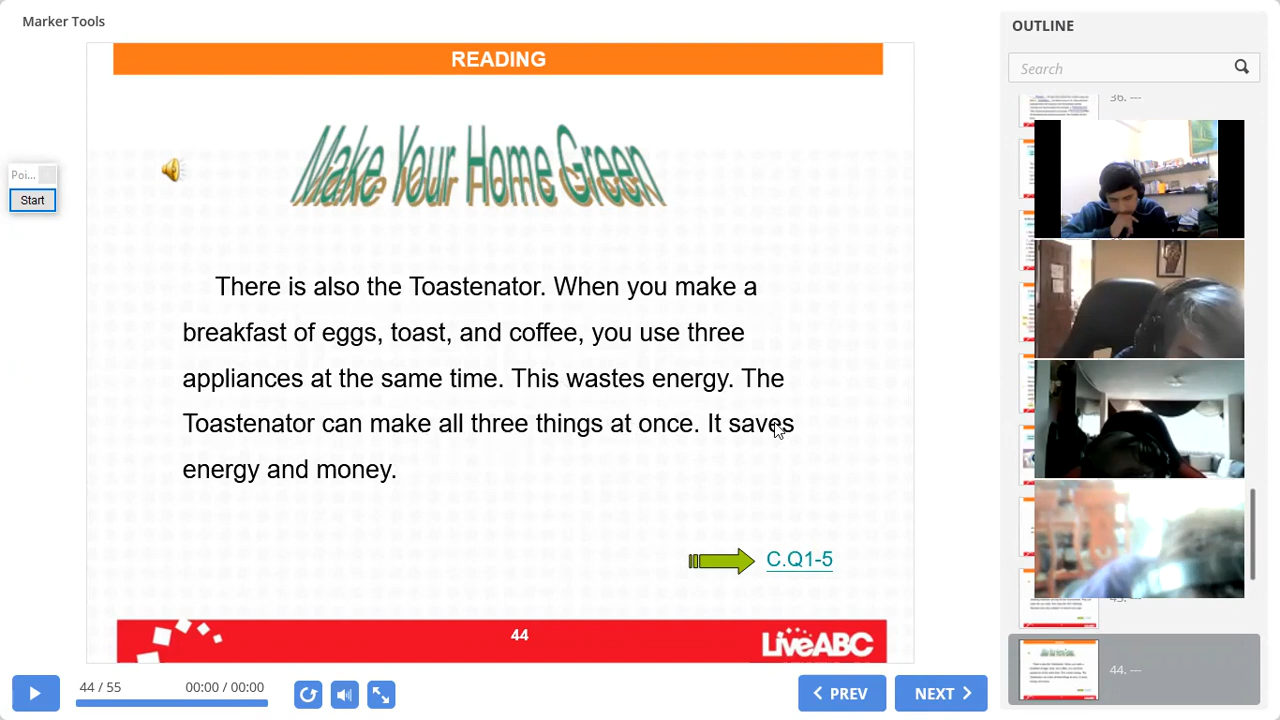 Marker Tools
OUTLINE
Search
READING
Make Your Home Green
Poi...
Start
There is also the Toastenator. When you make a
breakfast of eggs, toast, and coffee, you use three
appliances at the same time. This wastes energy. The
Toastenator can make all three things at once. It saves
energy and money.
C.Q1-5
44
LiveABC
36. ---
44. ---
44 / 55
00:00 / 00:00
PREV
NEXT